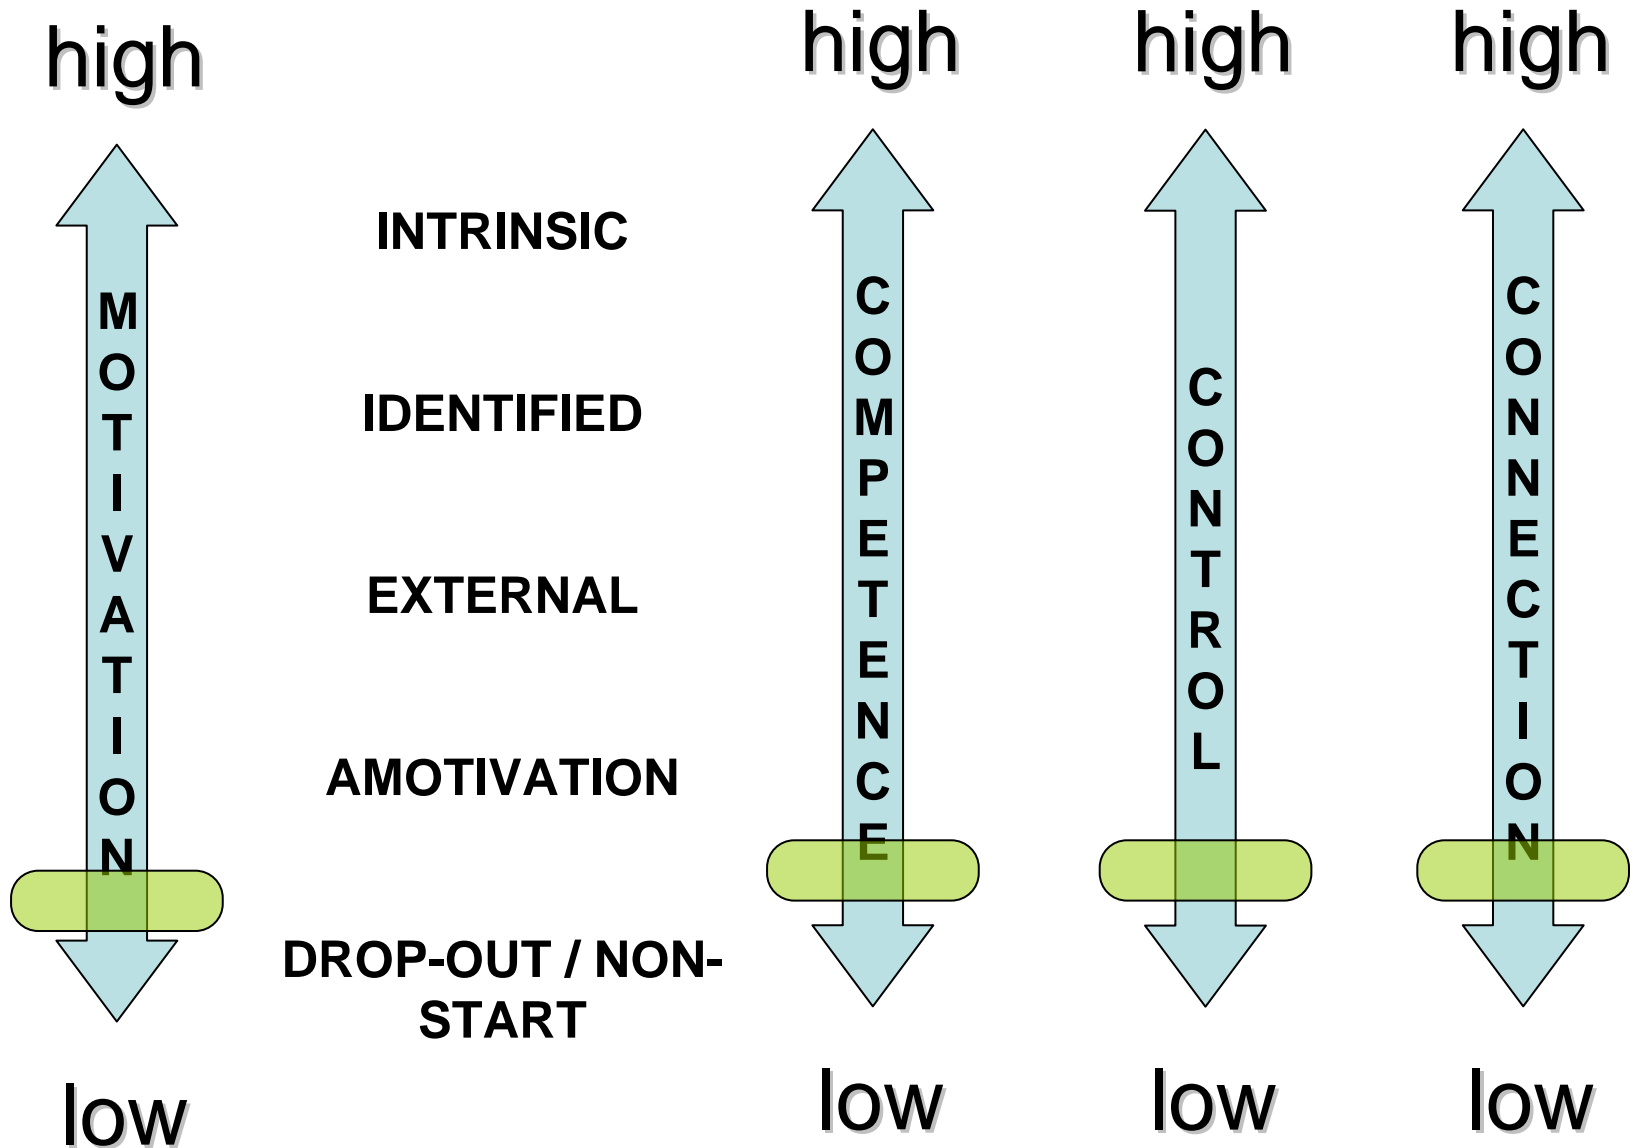 high
high
high
high
MOTIVATION
INTRINSIC
IDENTIFIED
EXTERNAL
AMOTIVATION
DROP-OUT / NON-
START
COMPETENCE
CONTROL
CONNECTION
low
low
low
low